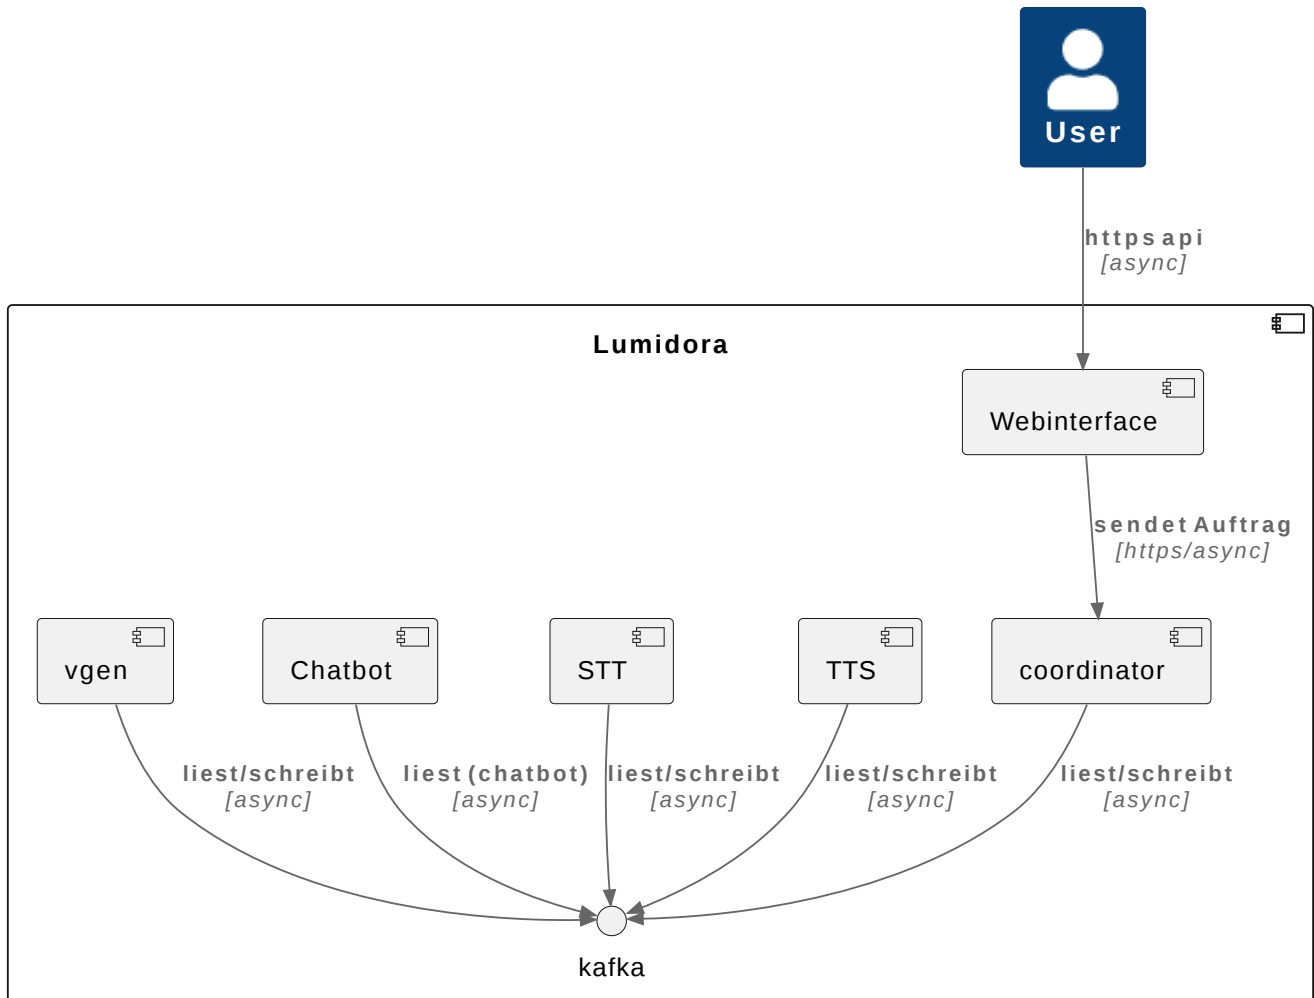 User
https api
[async]
Lumidora
Webinterface
sendet Auftrag
[https/async]
vgen
Chatbot
STT
TTS
coordinator
liest/schreibt
[async]
liest (chatbot)
[async]
liest/schreibt
[async]
liest/schreibt
[async]
liest/schreibt
[async]
kafka